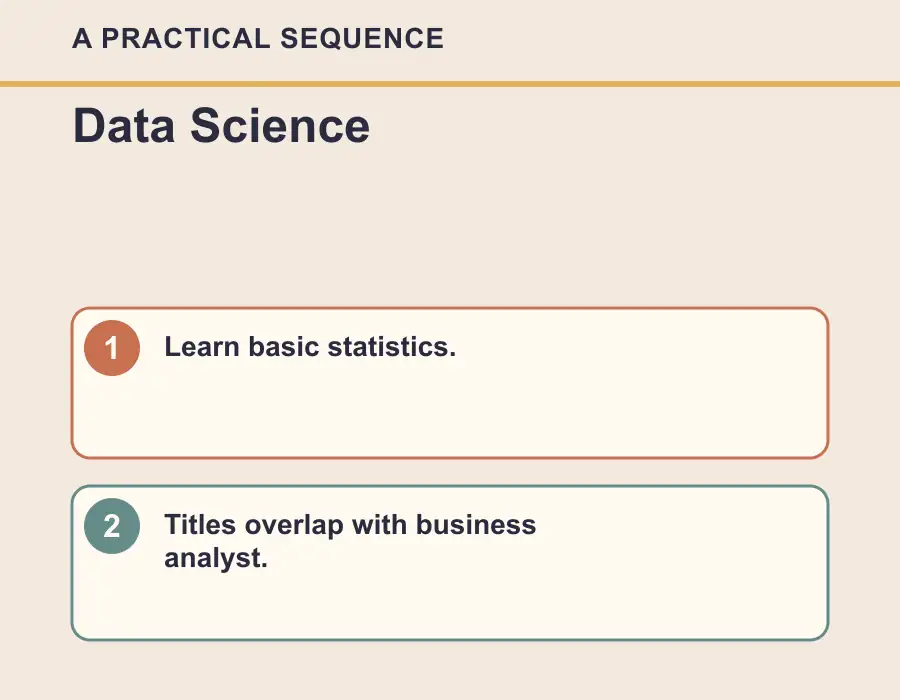 A PRACTICAL SEQUENCE
Data Science
1
Learn basic statistics.
2
Titles overlap with business
analyst.